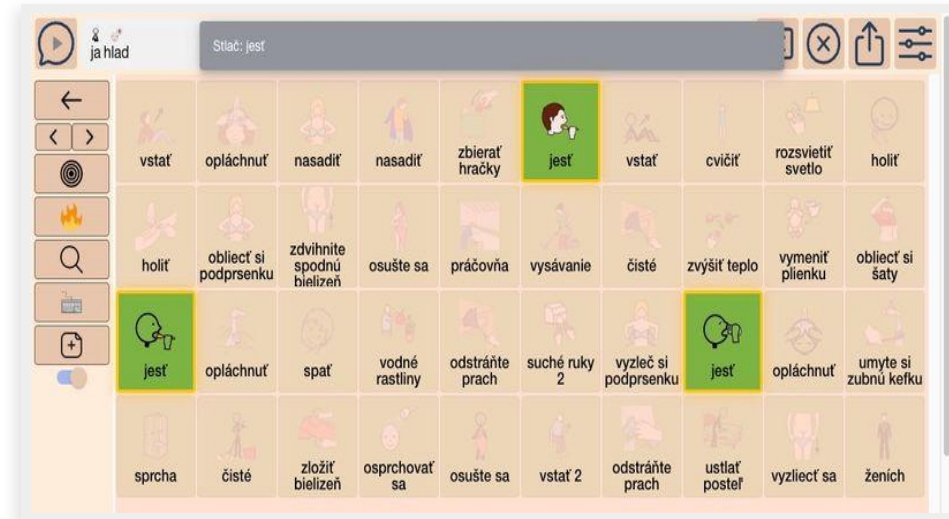 ja hlad
Stlač: jesť
vstať
opláchnuť
nasadiť
nasadiť
zbierať
hračky
jesť
vstať
cvičiť
rozsvietiť
svetlo
holiť
holiť
obliecť si
podprsenku
zdvihnite
spodnú
bielizeň
osušte sa
práčovňa
vysávanie
čisté
zvýšiť teplo
vymeniť
plienku
obliecť si
šaty
jesť
opláchnuť
spať
vodné
rastliny
odstráňte
prach
suché ruky
2
vyzleč si
podprsenku
jesť
opláchnuť
umyte si
zubnú kefku
sprcha
čisté
zložiť
bielizeň
osprchovať
sa
osušte sa
vstať 2
odstráňte
prach
ustlať
posteľ
vyzliecť sa
ženích